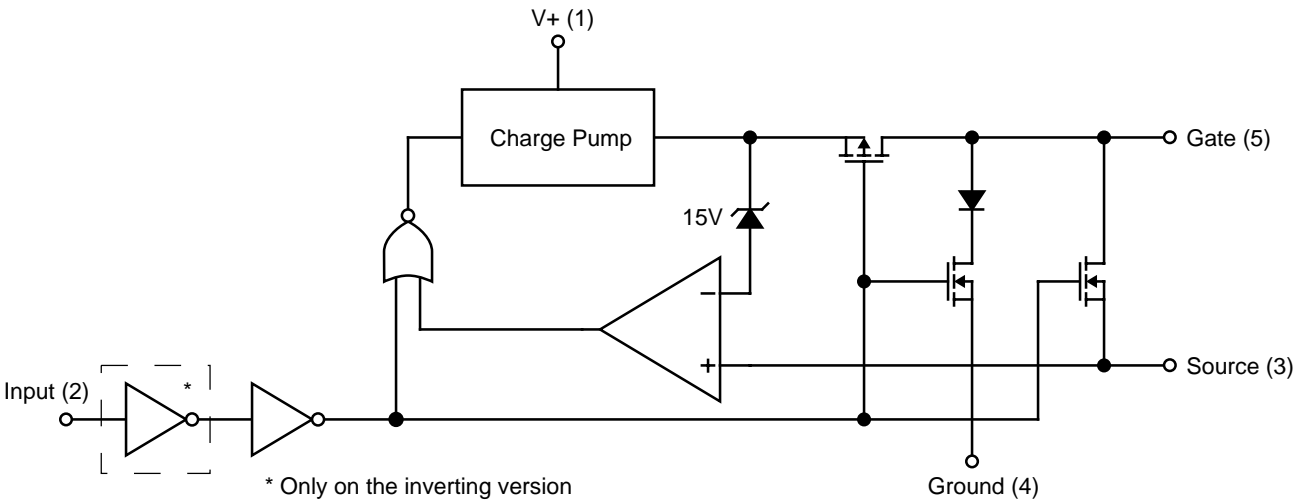 V+ (1)
Charge Pump
Gate (5)
15V
−
+
Source (3)
Input (2)
*
* Only on the inverting version
Ground (4)